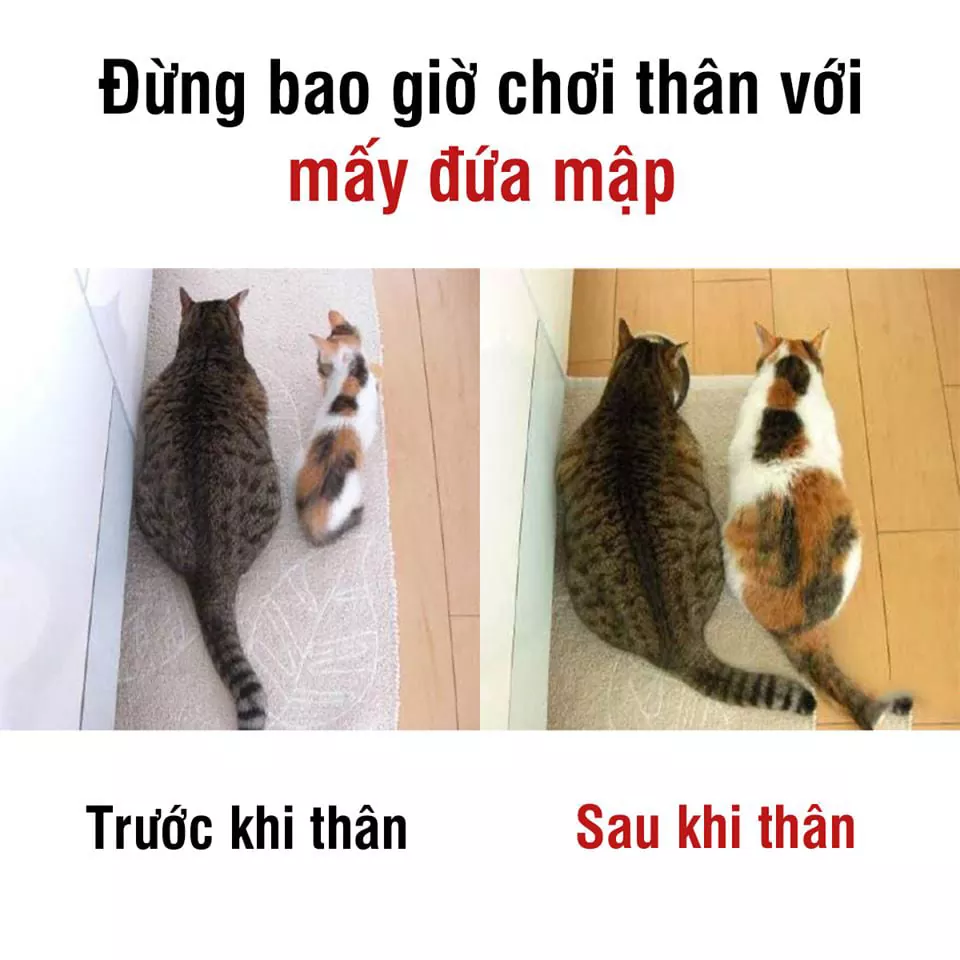 Đừng bao giờ chơi thân với
mấy đứa mập
Trước khi thân
Sau khi thân